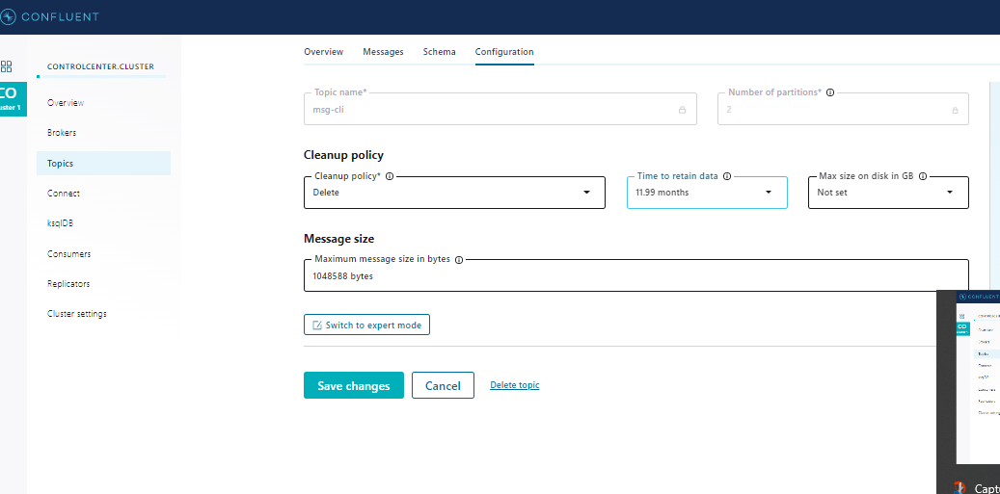 CONFLUENT
Overview Messages Schema Configuration
CONTROLCENTER.CLUSTER
CO
uster 1
Overview
Brokers
Topics
Connect
ksqlDB
Consumers
Replicators
Cluster settings
Topic name*
msg-cli
Number of partitions*
2
Cleanup policy
Cleanup policy*
Delete
Time to retain data
11.99 months
Max size on disk in GB
Not set
Message size
Maximum message size in bytes
1048588 bytes
Switch to expert mode
Save changes Cancel Delete topic
CONFLUENT
CO
Topics
Captu